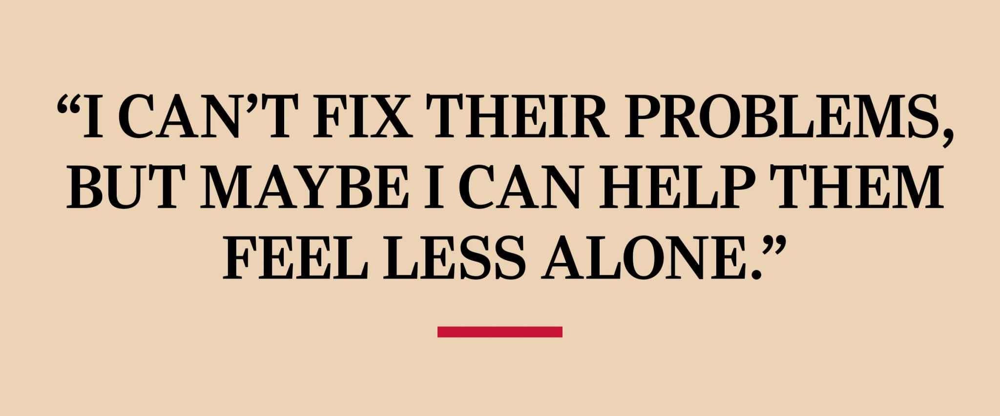 “I CAN’T FIX THEIR PROBLEMS,
BUT MAYBE I CAN HELP THEM
FEEL LESS ALONE.”